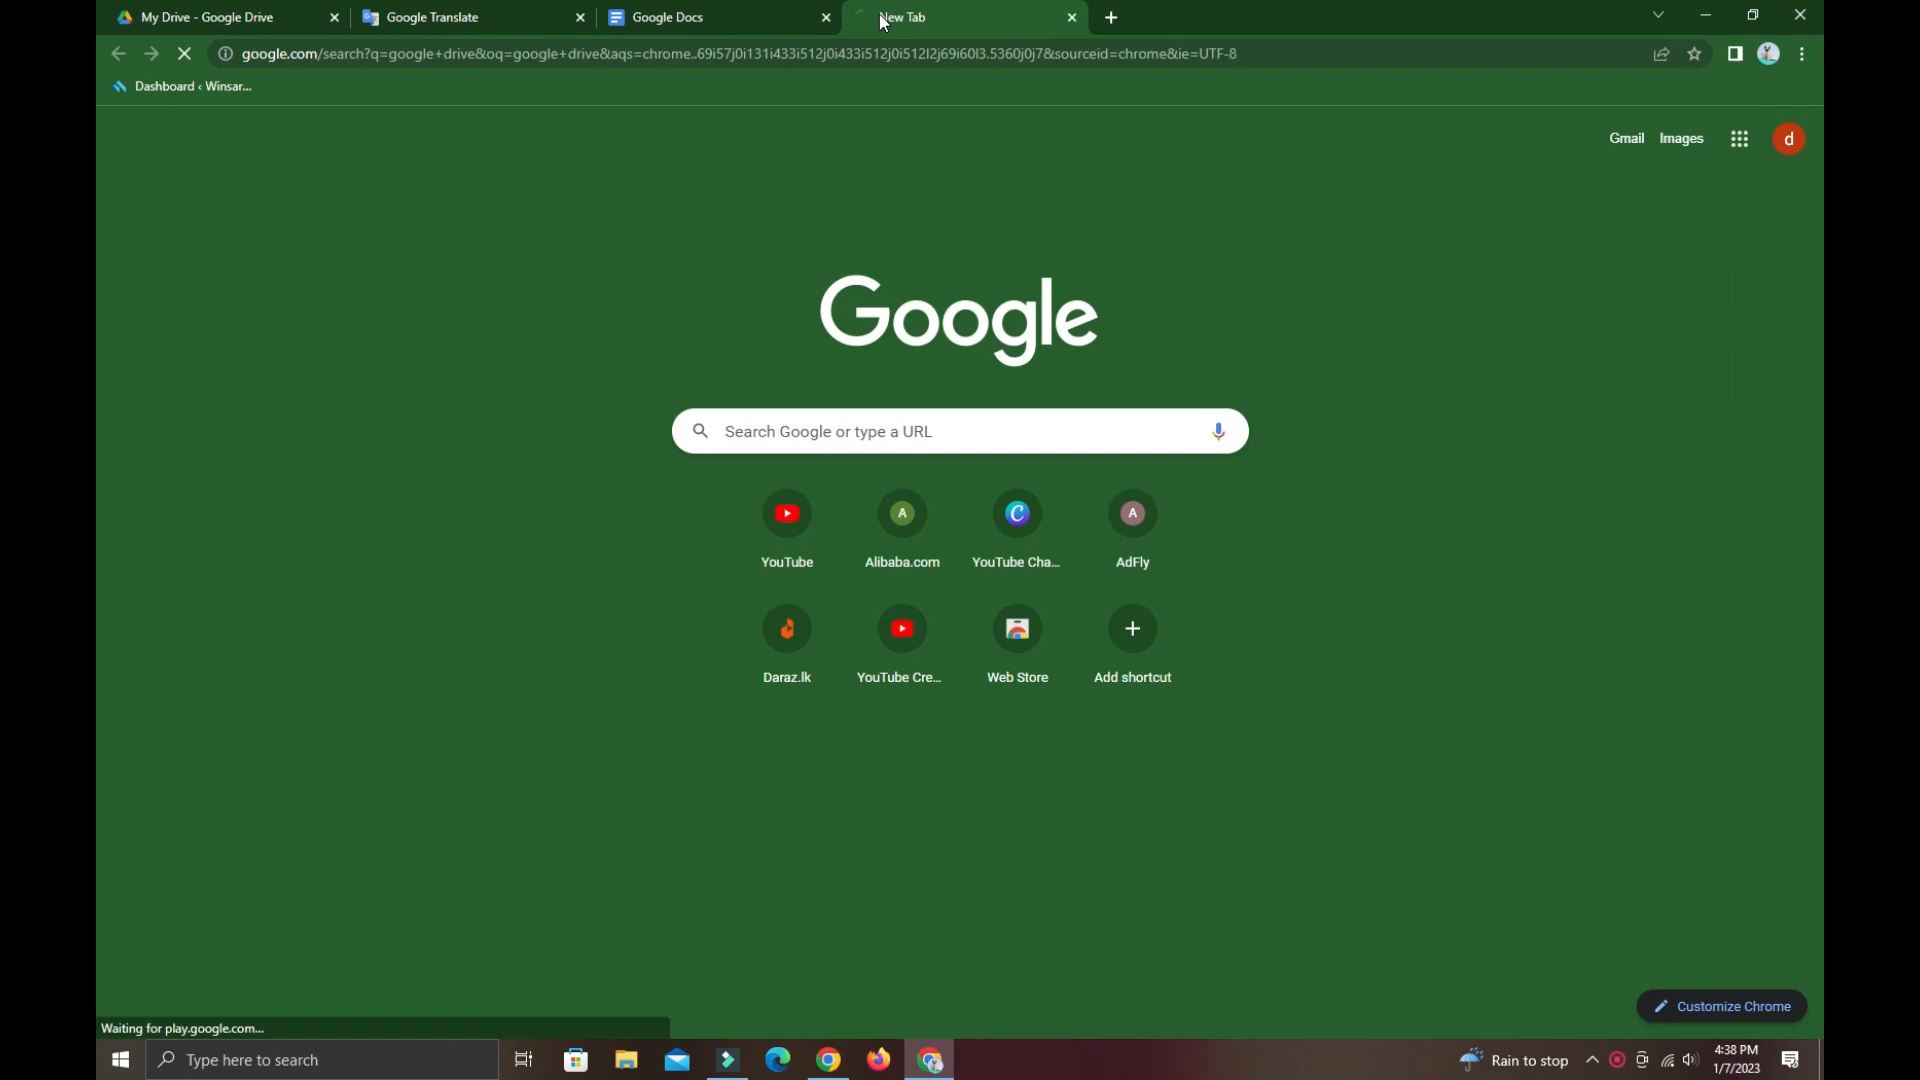 My Drive - Google Drive
Google Translate
Google Docs
New Tab
google.com/search?q=google+drive&oq=google+drive&aqs=chrome..69i57j0i131i433i512j0i433i512j0i512l2j69i60l3.5360j0j7&sourceid=chrome&ie=UTF-8
Dashboard ‹ Winsar...
Gmail Images
d
Google
Search Google or type a URL
A
C
A
YouTube
Alibaba.com
YouTube Cha...
AdFly
Daraz.lk
YouTube Cre...
Web Store
Add shortcut
Customize Chrome
Waiting for play.google.com...
Type here to search
Rain to stop
4:38 PM
1/7/2023